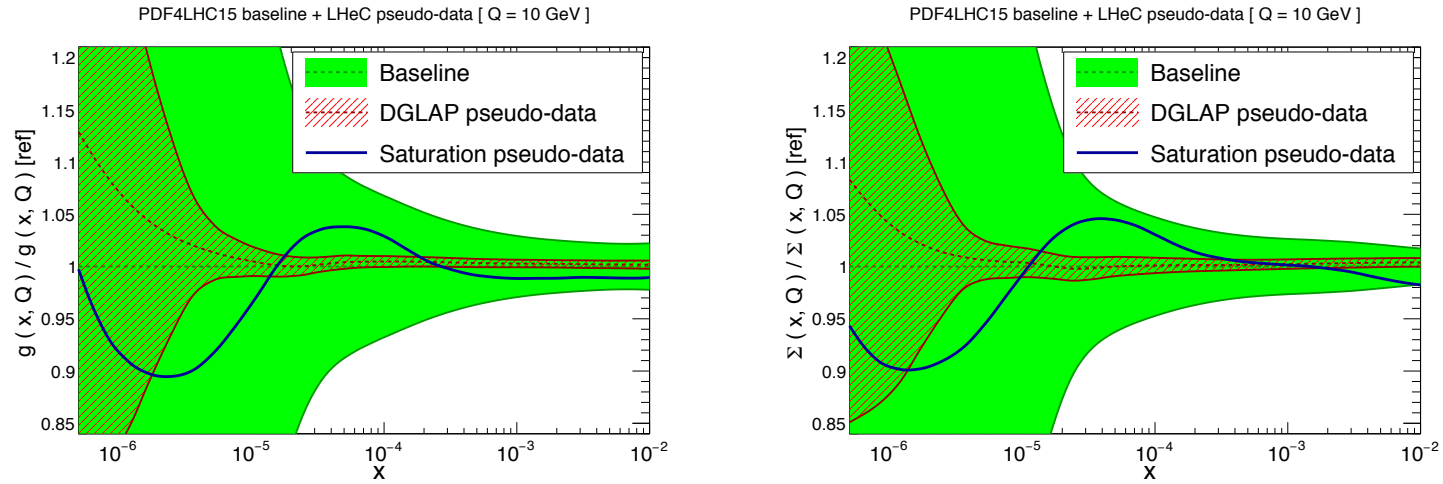 PDF4LHC15 baseline + LHeC pseudo-data [ Q = 10 GeV ]
g ( x, Q ) / g ( x, Q ) [ref]
1.2
1.15
1.1
1.05
1
0.95
0.9
0.85
Baseline
DGLAP pseudo-data
Saturation pseudo-data
10⁻⁶ 10⁻⁵ 10⁻⁴ 10⁻³ 10⁻²
x
PDF4LHC15 baseline + LHeC pseudo-data [ Q = 10 GeV ]
Σ ( x, Q ) / Σ ( x, Q ) [ref]
1.2
1.15
1.1
1.05
1
0.95
0.9
0.85
Baseline
DGLAP pseudo-data
Saturation pseudo-data
10⁻⁶ 10⁻⁵ 10⁻⁴ 10⁻³ 10⁻²
x